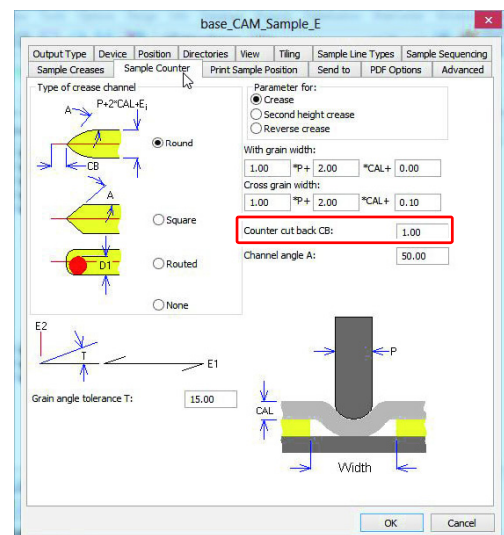 base_CAM_Sample_E
Output Type Device Position Directories View Tiling Sample Line Types Sample Sequencing
Sample Creases Sample Counter Print Sample Position Send to PDF Options Advanced
Type of crease channel
P+2*CAL+Ei
A
CB
Round
A
Square
D1
Routed
None
Parameter for:
Crease
Second height crease
Reverse crease
With grain width:
1.00 *P+ 2.00 *CAL+ 0.00
Cross grain width:
1.00 *P+ 2.00 *CAL+ 0.10
Counter cut back CB: 1.00
Channel angle A: 50.00
E2
T
E1
Grain angle tolerance T: 15.00
P
CAL
Width
OK Cancel